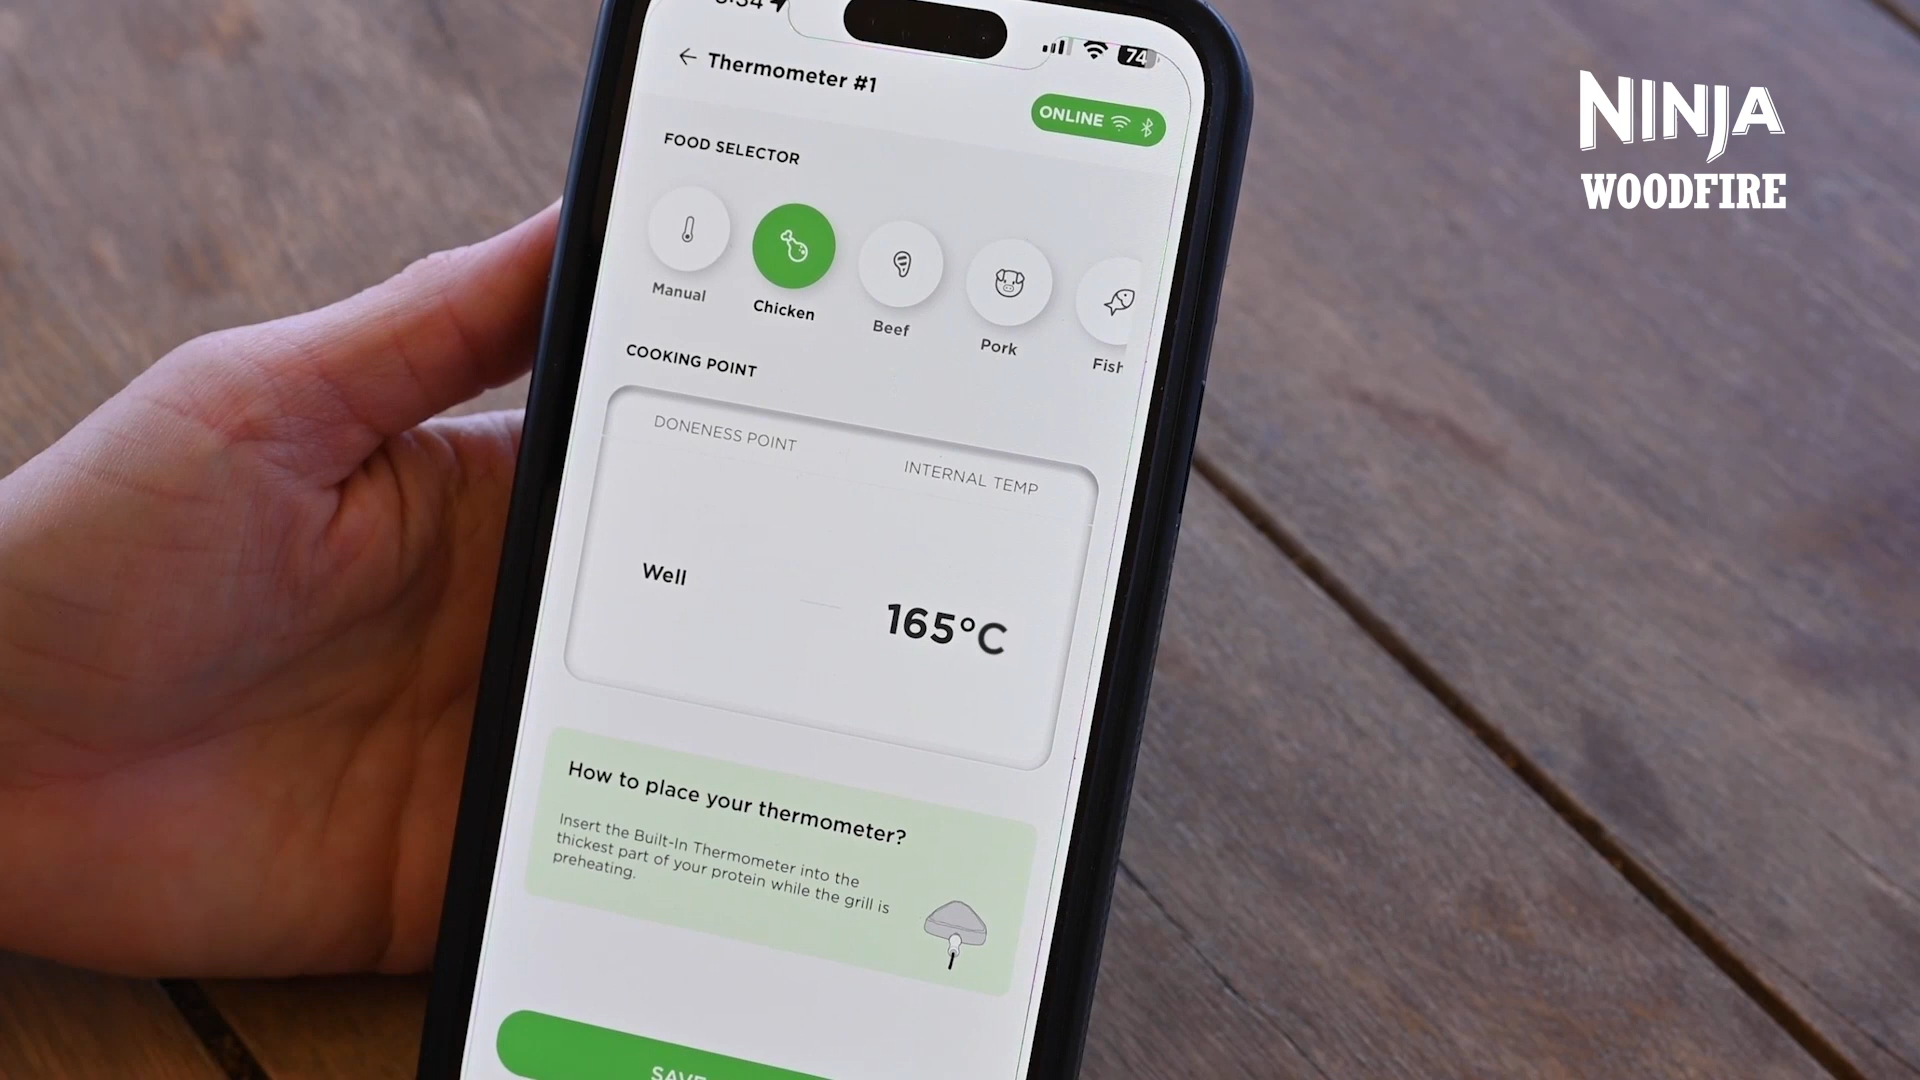 74
Thermometer #1
ONLINE
FOOD SELECTOR
Manual
Chicken
Beef
Pork
Fish
COOKING POINT
DONENESS POINT
INTERNAL TEMP
Well
165°C
How to place your thermometer?
Insert the Built-In Thermometer into the
thickest part of your protein while the grill is
preheating.
SAVE
NINJA
WOODFIRE